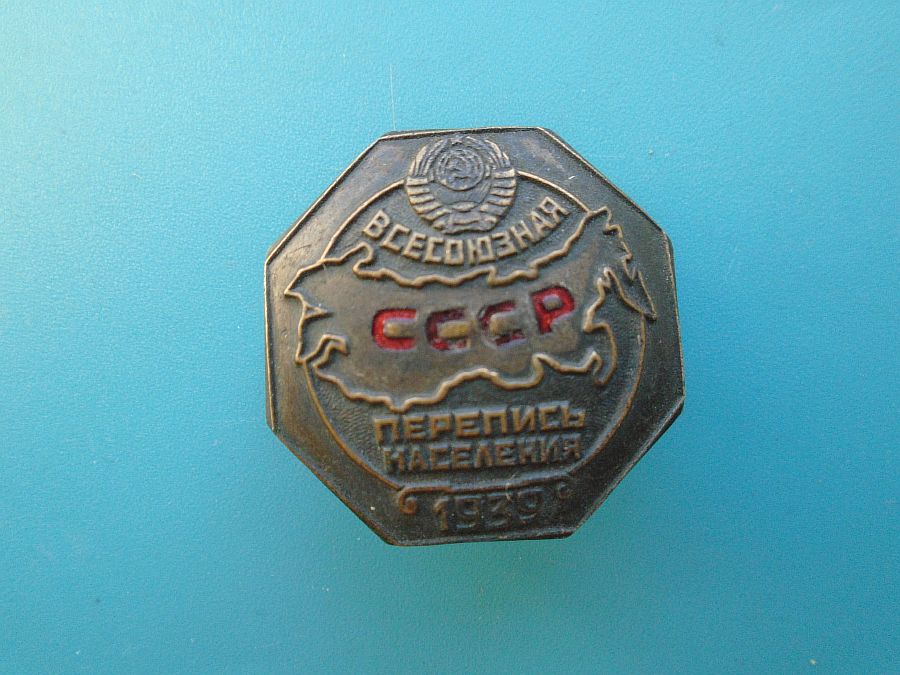 ВСЕСОЮЗНАЯ
СССР
ПЕРЕПИСЬ
НАСЕЛЕНИЯ
1939